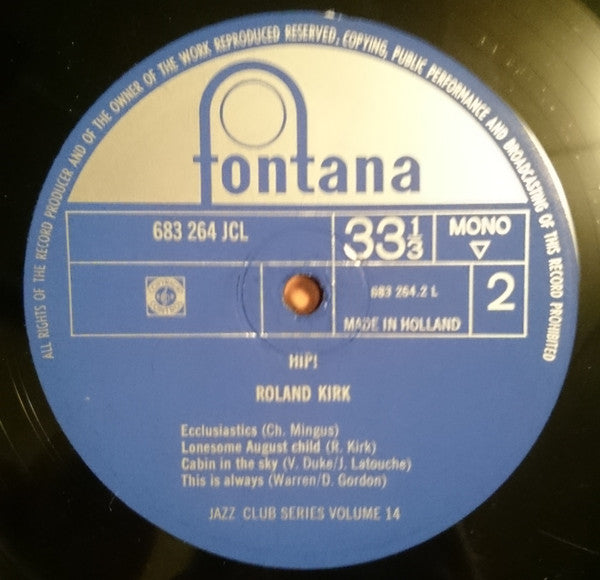 ALL RIGHTS OF THE RECORD PRODUCER AND OF THE OWNER OF THE WORK REPRODUCED RESERVED, COPYING, PUBLIC PERFORMANCE AND BROADCASTING OF THIS RECORD PROHIBITED
fontana
683 264 JCL
33 1/3
MONO
683 264.2 L
2
MADE IN HOLLAND
HIP!
ROLAND KIRK
Ecclusiastics (Ch. Mingus)
Lonesome August child (R. Kirk)
Cabin in the sky (V. Duke/J. Latouche)
This is always (Warren/D. Gordon)
JAZZ CLUB SERIES VOLUME 14